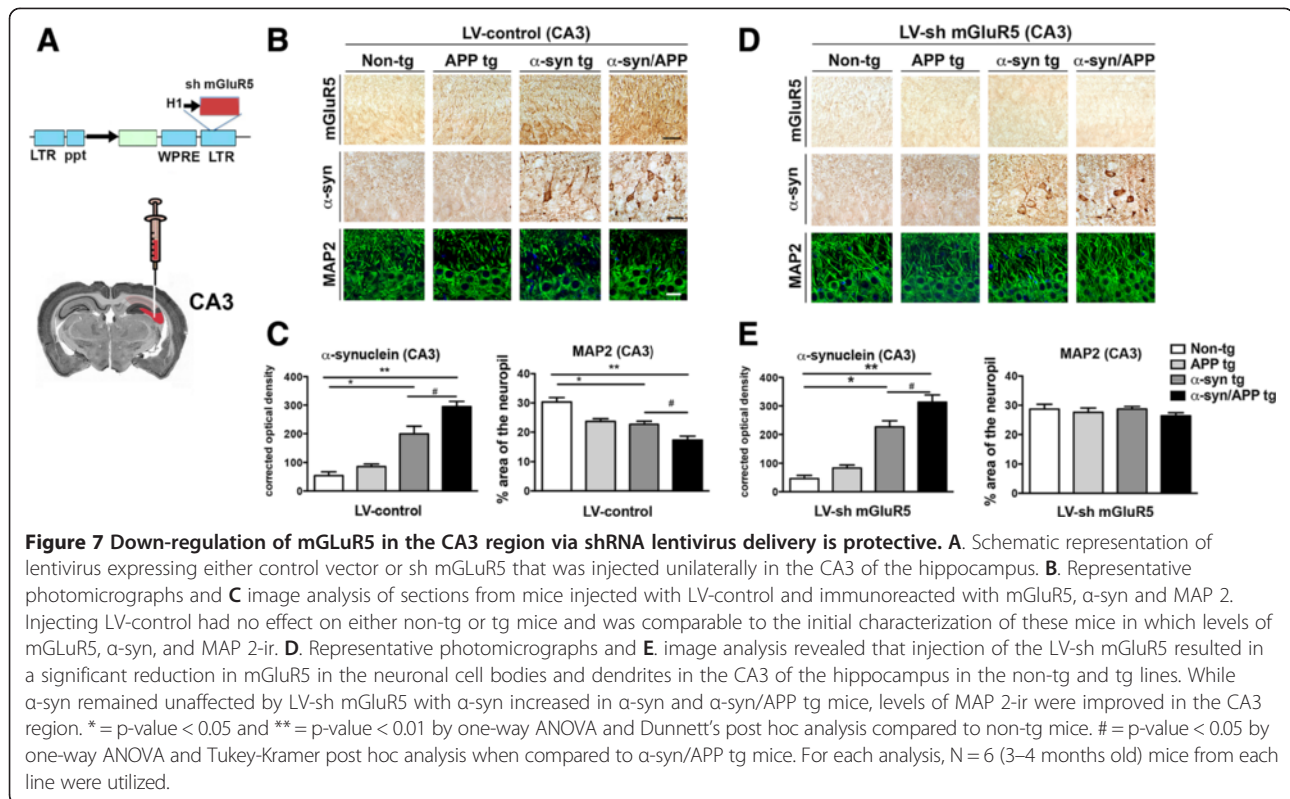 A
sh mGluR5
H1
LTR ppt WPRE LTR
CA3
B
LV-control (CA3)
Non-tg APP tg α-syn tg α-syn/APP
mGluR5
α-syn
MAP2
D
LV-sh mGluR5 (CA3)
Non-tg APP tg α-syn tg α-syn/APP
mGluR5
α-syn
MAP2
C
α-synuclein (CA3)
corrected optical density
400
300
200
100
0
**
*
#
LV-control
MAP2 (CA3)
% area of the neuropil
40
30
20
10
0
**
*
#
LV-control
E
α-synuclein (CA3)
corrected optical density
400
300
200
100
0
**
*
#
LV-sh mGluR5
MAP2 (CA3)
% area of the neuropil
40
30
20
10
0
LV-sh mGluR5
Non-tg
APP tg
α-syn tg
α-syn/APP tg
Figure 7 Down-regulation of mGLuR5 in the CA3 region via shRNA lentivirus delivery is protective. A. Schematic representation of
lentivirus expressing either control vector or sh mGLuR5 that was injected unilaterally in the CA3 of the hippocampus. B. Representative
photomicrographs and C image analysis of sections from mice injected with LV-control and immunoreacted with mGluR5, α-syn and MAP 2.
Injecting LV-control had no effect on either non-tg or tg mice and was comparable to the initial characterization of these mice in which levels of
mGLuR5, α-syn, and MAP 2-ir. D. Representative photomicrographs and E. image analysis revealed that injection of the LV-sh mGluR5 resulted in
a significant reduction in mGluR5 in the neuronal cell bodies and dendrites in the CA3 of the hippocampus in the non-tg and tg lines. While
α-syn remained unaffected by LV-sh mGluR5 with α-syn increased in α-syn and α-syn/APP tg mice, levels of MAP 2-ir were improved in the CA3
region. * = p-value < 0.05 and ** = p-value < 0.01 by one-way ANOVA and Dunnett's post hoc analysis compared to non-tg mice. # = p-value < 0.05 by
one-way ANOVA and Tukey-Kramer post hoc analysis when compared to α-syn/APP tg mice. For each analysis, N = 6 (3–4 months old) mice from each
line were utilized.